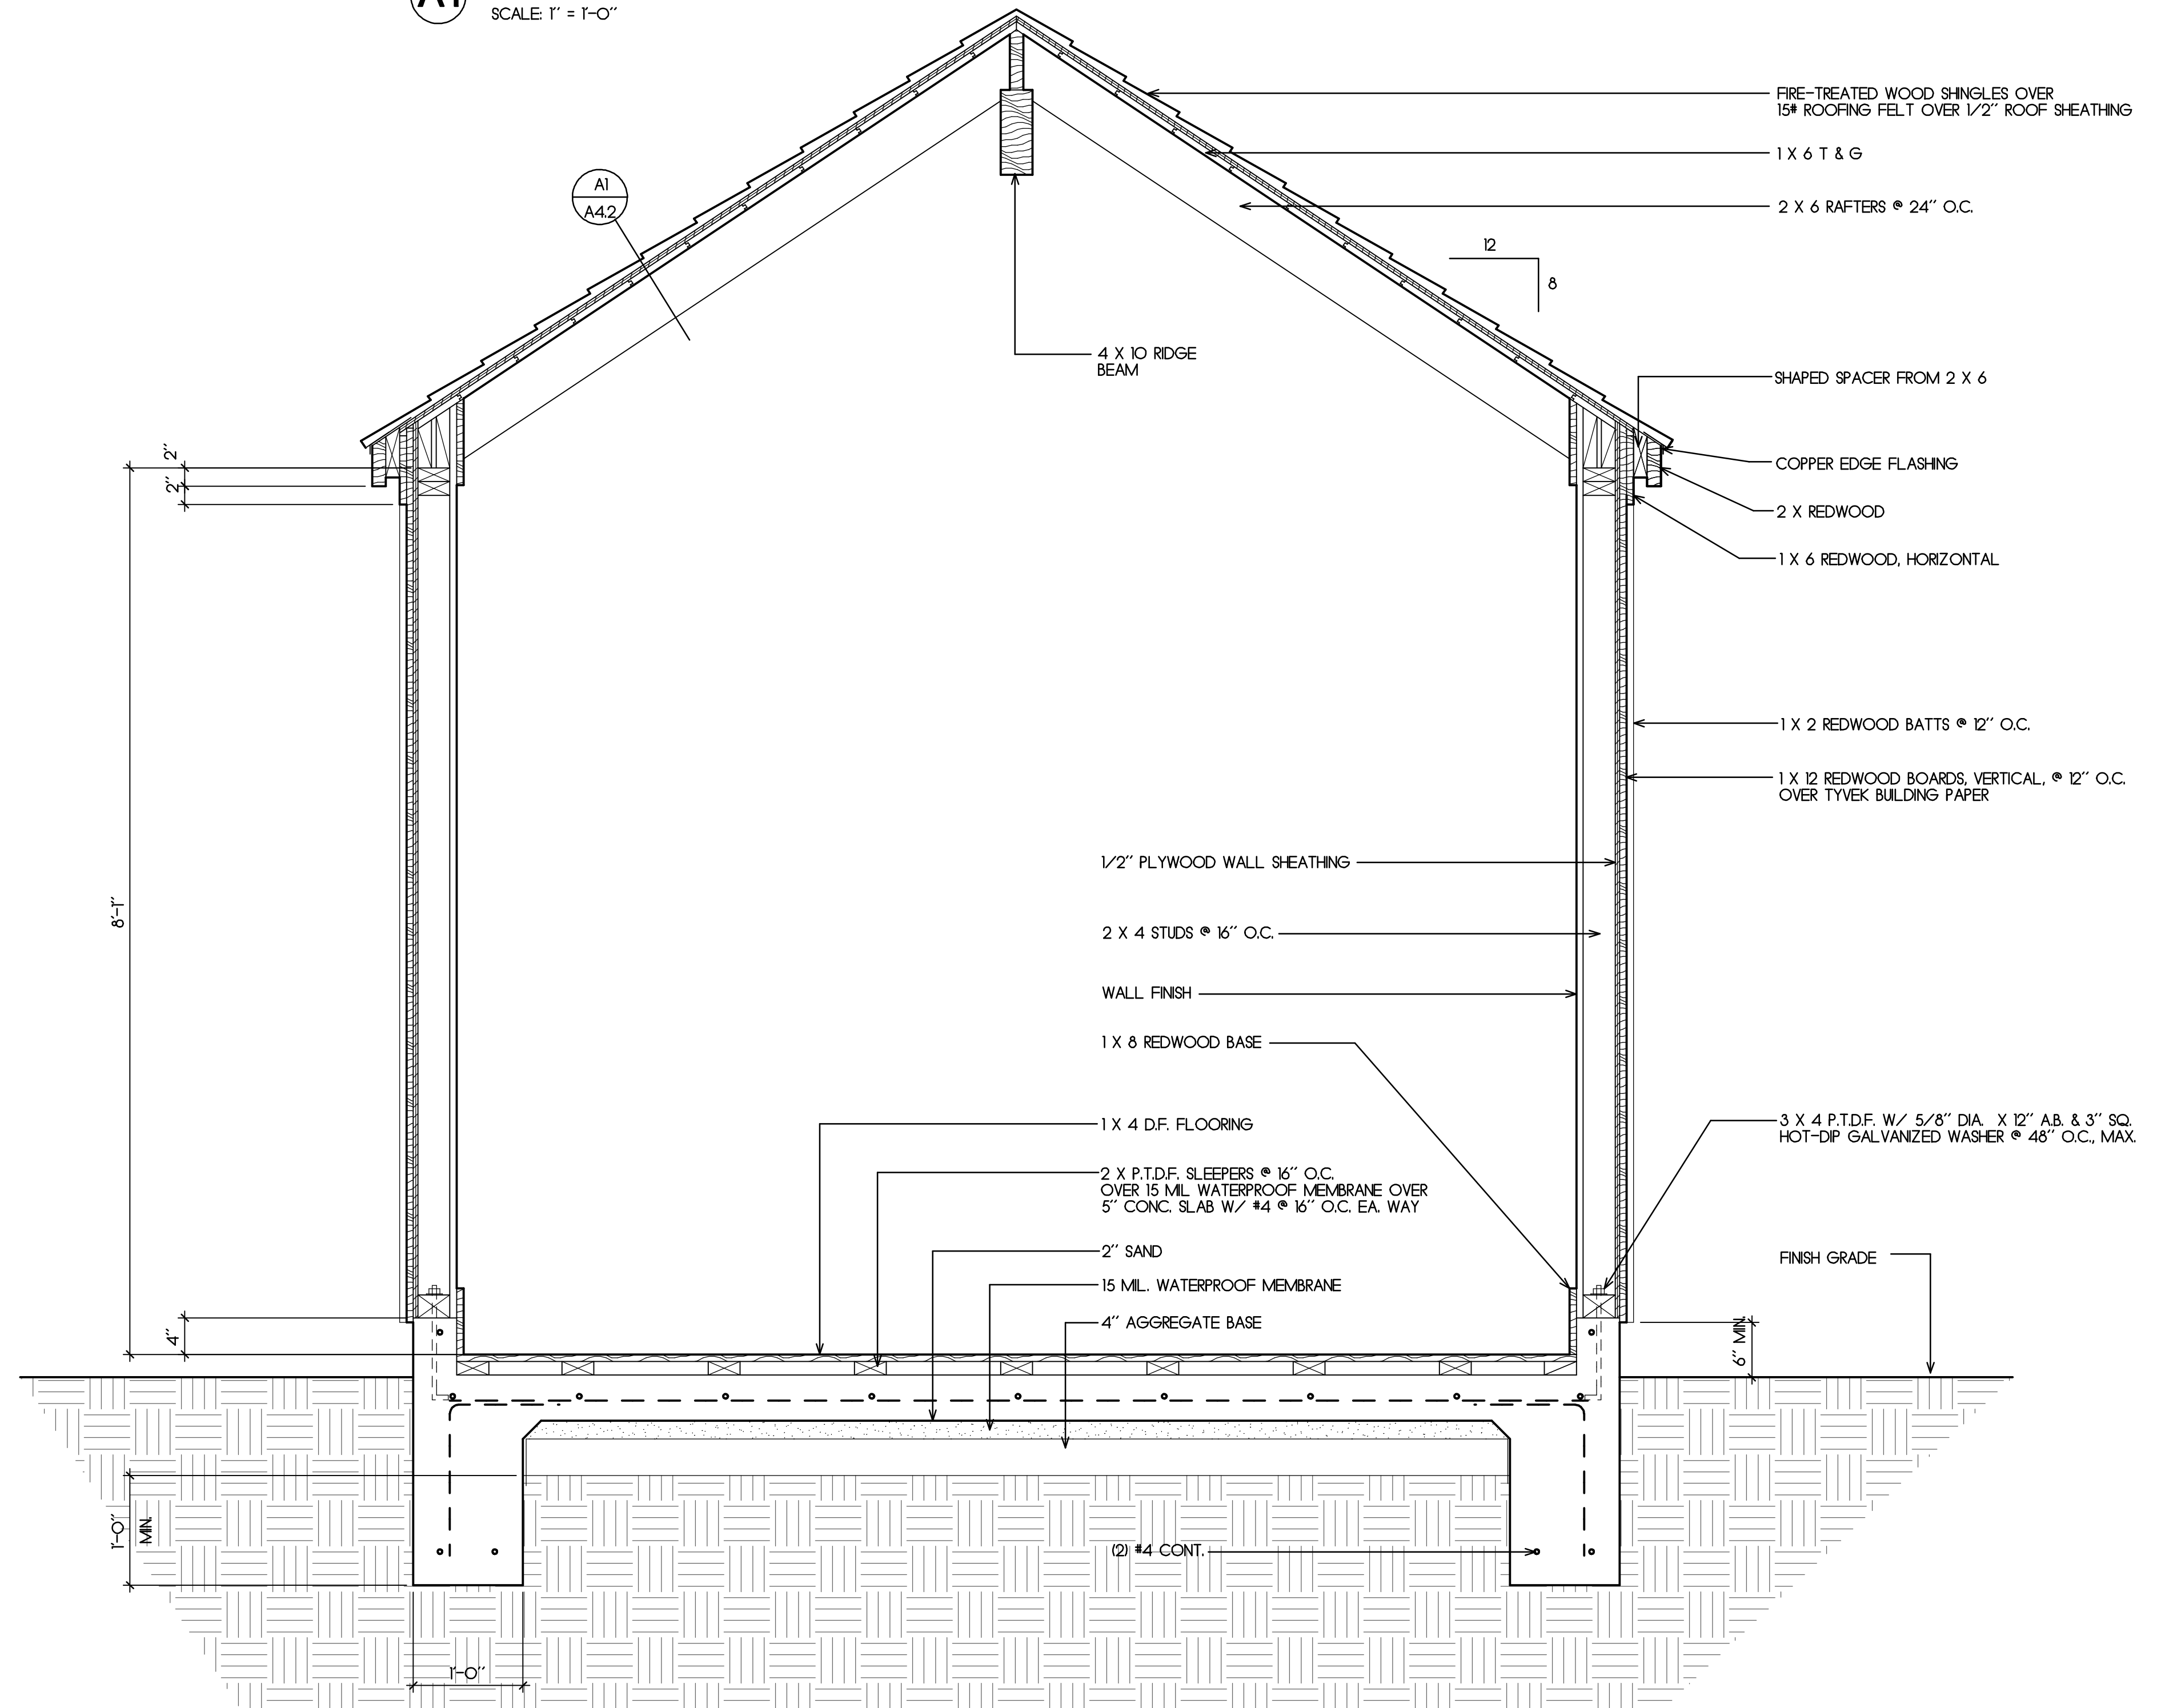 A1
SCALE: 1" = 1'-0"
FIRE-TREATED WOOD SHINGLES OVER
15# ROOFING FELT OVER 1/2" ROOF SHEATHING
1 X 6 T & G
A1
A4.2
2 X 6 RAFTERS @ 24" O.C.
12
8
4 X 10 RIDGE
BEAM
SHAPED SPACER FROM 2 X 6
2"
2"
COPPER EDGE FLASHING
2 X REDWOOD
1 X 6 REDWOOD, HORIZONTAL
1 X 2 REDWOOD BATTS @ 12" O.C.
1 X 12 REDWOOD BOARDS, VERTICAL, @ 12" O.C.
OVER TYVEK BUILDING PAPER
1/2" PLYWOOD WALL SHEATHING
8'-1"
2 X 4 STUDS @ 16" O.C.
WALL FINISH
1 X 8 REDWOOD BASE
1 X 4 D.F. FLOORING
3 X 4 P.T.D.F. W/ 5/8" DIA. X 12" A.B. & 3" SQ.
HOT-DIP GALVANIZED WASHER @ 48" O.C., MAX.
2 X P.T.D.F. SLEEPERS @ 16" O.C.
OVER 15 MIL WATERPROOF MEMBRANE OVER
5" CONC. SLAB W/ #4 @ 16" O.C. EA. WAY
2" SAND
FINISH GRADE
15 MIL. WATERPROOF MEMBRANE
4" AGGREGATE BASE
4"
6" MIN.
1'-0"
MIN.
(2) #4 CONT.
1'-0"